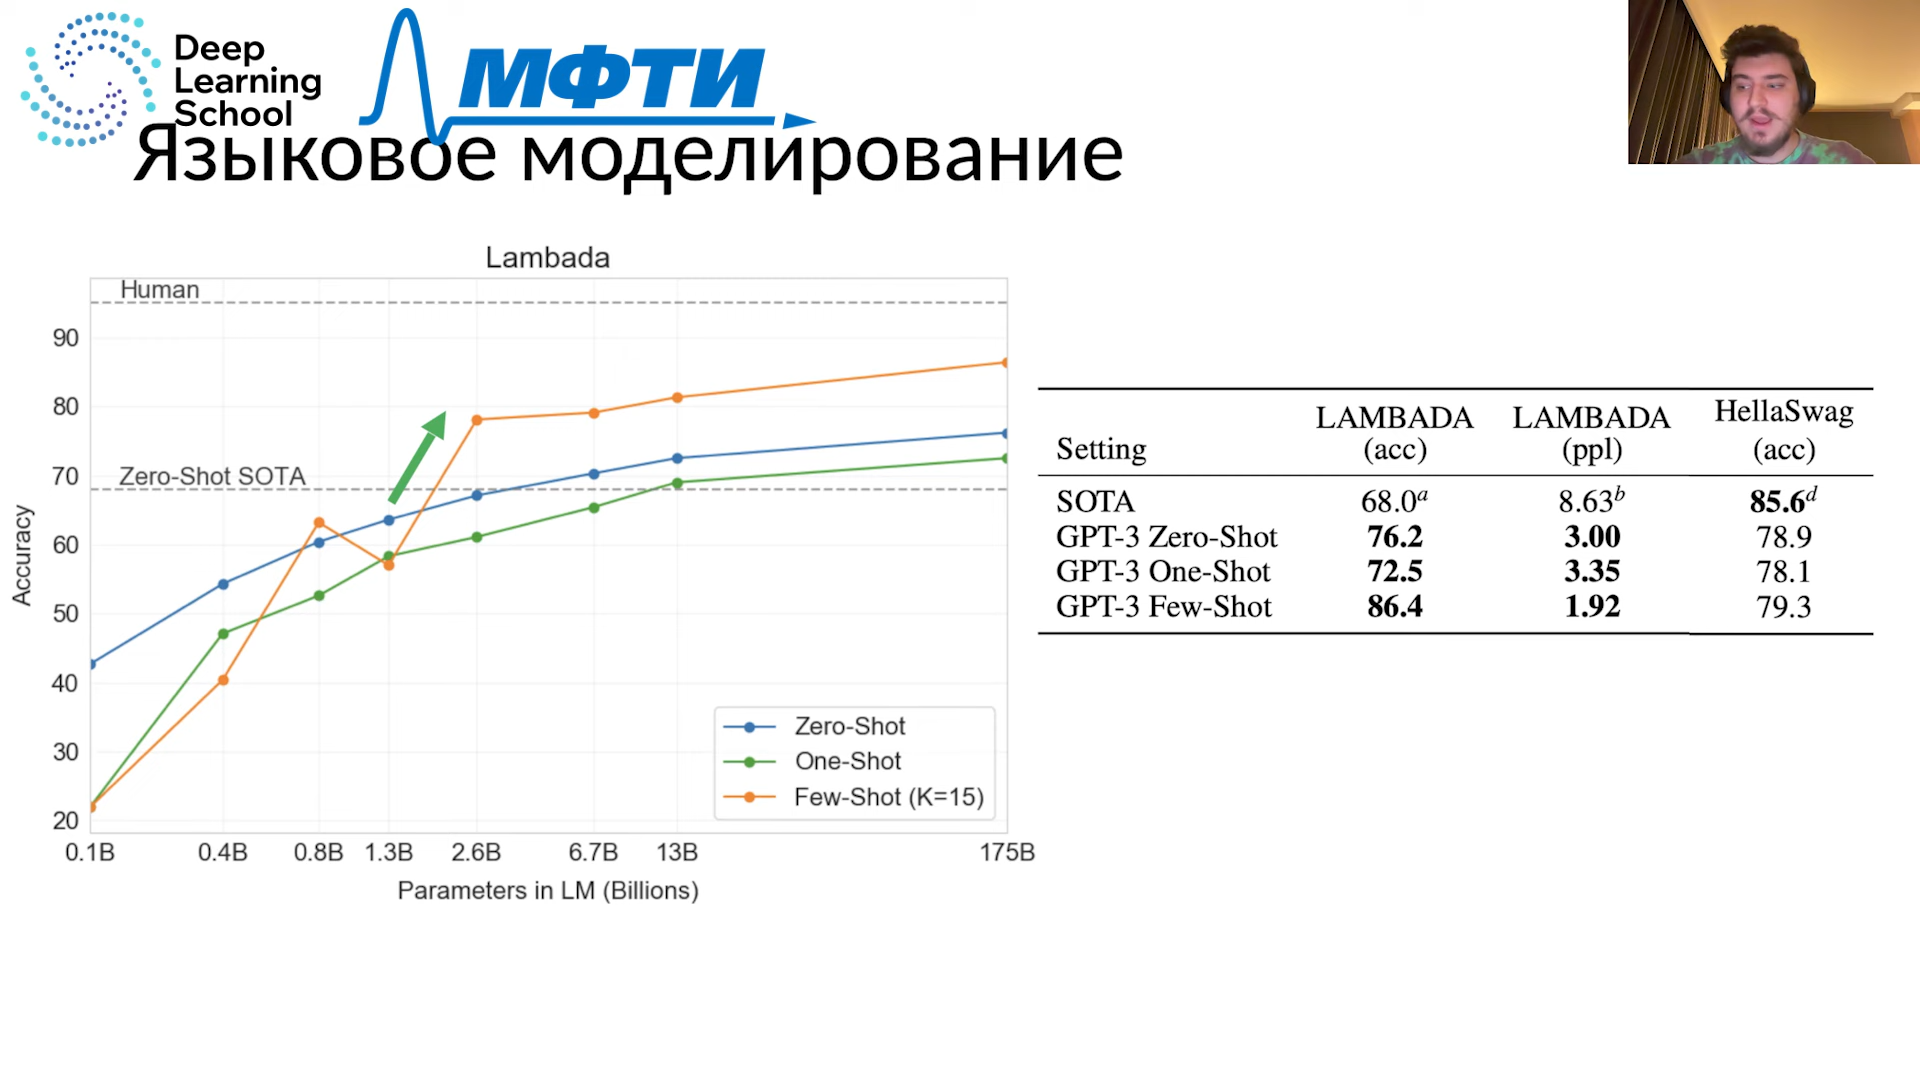 Deep
Learning
School
МФТИ
Языковое моделирование
Lambada
Human
Zero-Shot SOTA
90
80
70
60
50
40
30
20
Accuracy
0.1B 0.4B 0.8B 1.3B 2.6B 6.7B 13B 175B
Parameters in LM (Billions)
Zero-Shot
One-Shot
Few-Shot (K=15)
Setting LAMBADA (acc) LAMBADA (ppl) HellaSwag (acc)
SOTA 68.0a 8.63b 85.6d
GPT-3 Zero-Shot 76.2 3.00 78.9
GPT-3 One-Shot 72.5 3.35 78.1
GPT-3 Few-Shot 86.4 1.92 79.3